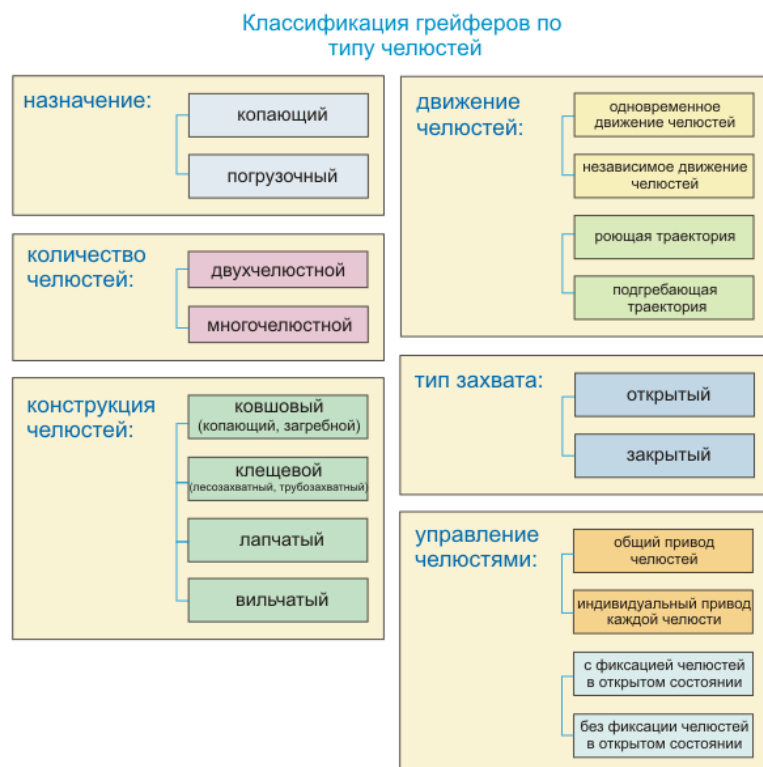 Классификация грейферов по
типу челюстей
назначение:
копающий
погрузочный
количество
челюстей:
двухчелюстной
многочелюстной
конструкция
челюстей:
ковшовый
(копающий, загребной)
клещевой
(лесозахватный, трубозахватный)
лапчатый
вильчатый
движение
челюстей:
одновременное
движение челюстей
независимое движение
челюстей
роющая траектория
подгребающая
траектория
тип захвата:
открытый
закрытый
управление
челюстями:
общий привод
челюстей
индивидуальный привод
каждой челюсти
с фиксацией челюстей
в открытом состоянии
без фиксации челюстей
в открытом состоянии